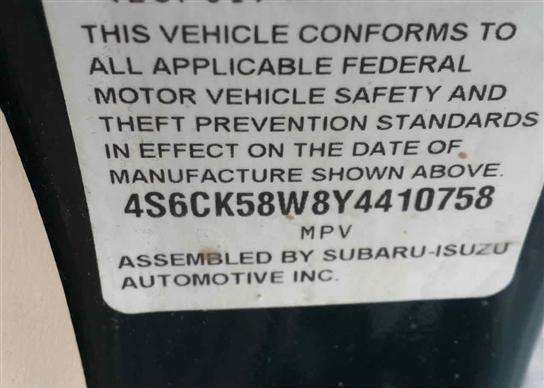 THIS VEHICLE CONFORMS TO
ALL APPLICABLE FEDERAL
MOTOR VEHICLE SAFETY AND
THEFT PREVENTION STANDARDS
IN EFFECT ON THE DATE OF
MANUFACTURE SHOWN ABOVE.
4S6CK58W8Y4410758
MPV
ASSEMBLED BY SUBARU-ISUZU
AUTOMOTIVE INC.